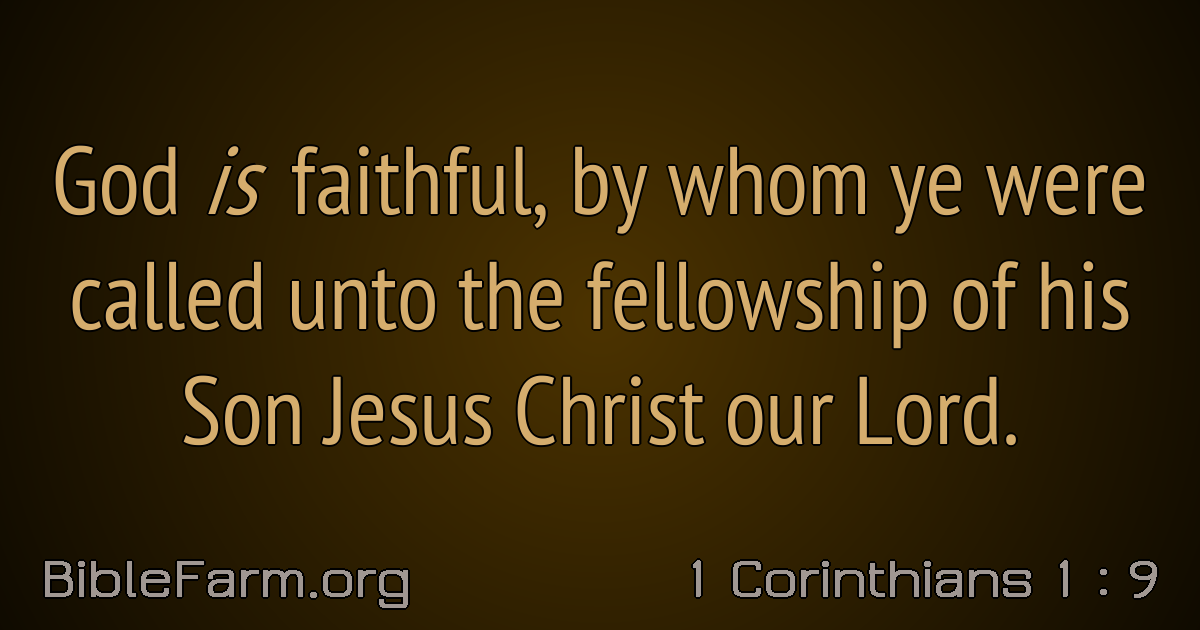 God is faithful, by whom ye were
called unto the fellowship of his
Son Jesus Christ our Lord.
BibleFarm.org
1 Corinthians 1 : 9